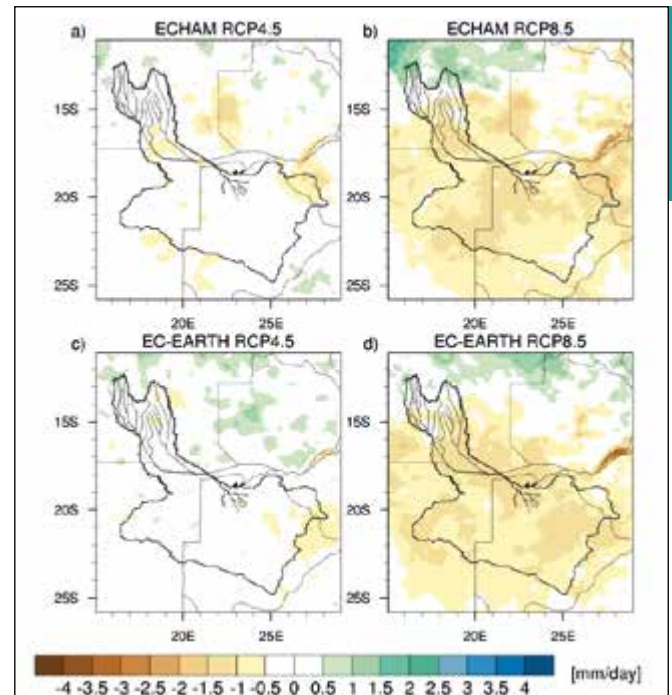 a) ECHAM RCP4.5
b) ECHAM RCP8.5
15S
15S
20S
20S
25S
25S
20E 25E
20E 25E
c) EC-EARTH RCP4.5
d) EC-EARTH RCP8.5
15S
15S
20S
20S
25S
25S
20E 25E
20E 25E
-4 -3.5 -3 -2.5 -2 -1.5 -1 -0.5 0 0.5 1 1.5 2 2.5 3 3.5 4 [mm/day]